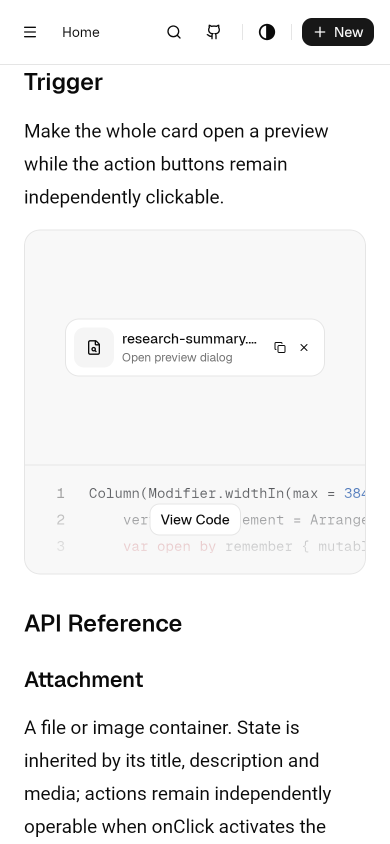 Home
New
Trigger
Make the whole card open a preview
while the action buttons remain
independently clickable.
research-summary....
Open preview dialog
1 Column(Modifier.widthIn(max = 384
2 ver
View Code
ement = Arrange
3 var open by remember { mutabl
API Reference
Attachment
A file or image container. State is
inherited by its title, description and
media; actions remain independently
operable when onClick activates the